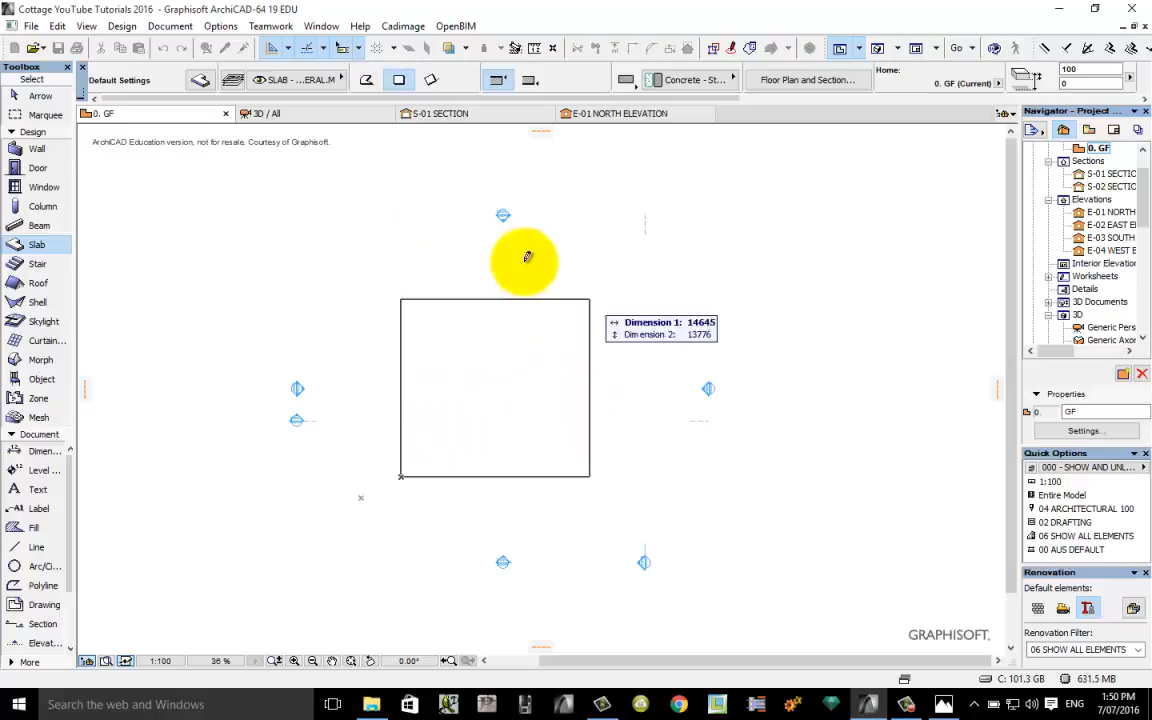 Cottage YouTube Tutorials 2016 - Graphisoft ArchiCAD-64 19 EDU
File Edit View Design Document Options Teamwork Window Help Cadimage OpenBIM
Go
Toolbox
Select
Arrow
Marquee
Design
Wall
Door
Window
Column
Beam
Slab
Stair
Roof
Shell
Skylight
Curtain...
Morph
Object
Zone
Mesh
Document
Dimen...
Level ...
Text
Label
Fill
Line
Arc/Ci...
Polyline
Drawing
Section
Elevat...
More
Default Settings
SLAB - ...ERAL.M
Concrete - St...
Floor Plan and Section...
Home:
0. GF (Current)
100
0
0. GF
3D / All
S-01 SECTION
E-01 NORTH ELEVATION
ArchiCAD Education version, not for resale. Courtesy of Graphisoft.
Dimension 1: 14645
Dimension 2: 13776
GRAPHISOFT.
1:100
36 %
0.00°
Navigator - Project ...
0. GF
Sections
S-01 SECTIO
S-02 SECTIO
Elevations
E-01 NORTH
E-02 EAST E
E-03 SOUTH
E-04 WEST E
Interior Elevation
Worksheets
Details
3D Documents
3D
Generic Pers
Generic Axon
Properties
0.
GF
Settings...
Quick Options
000 - SHOW AND UNL...
1:100
Entire Model
04 ARCHITECTURAL 100
02 DRAFTING
06 SHOW ALL ELEMENTS
00 AUS DEFAULT
Renovation
Default elements:
Renovation Filter:
06 SHOW ALL ELEMENTS
C: 101.3 GB
631.5 MB
Search the web and Windows
ENG
1:50 PM
7/07/2016